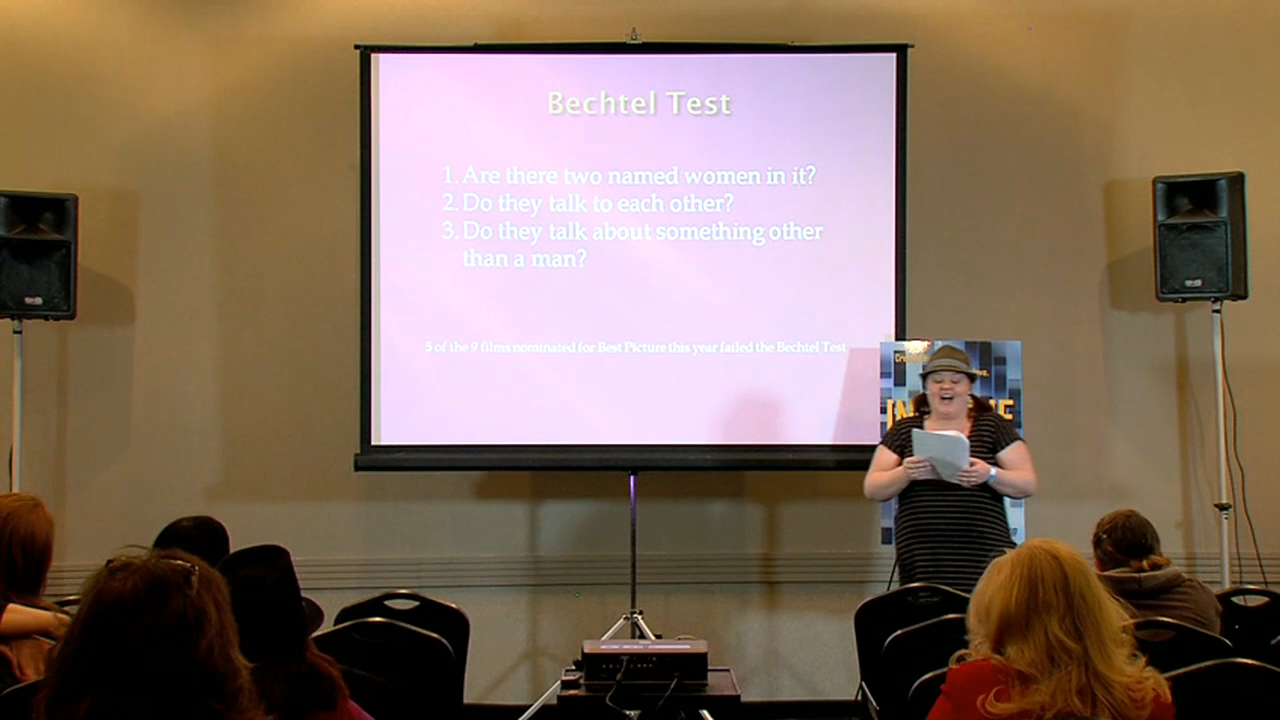 Bechtel Test
1. Are there two named women in it?
2. Do they talk to each other?
3. Do they talk about something other
than a man?
5 of the 9 films nominated for Best Picture this year failed the Bechtel Test